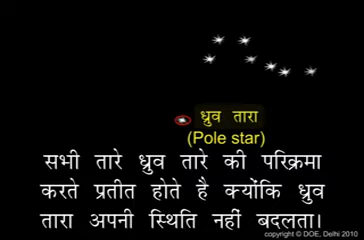 ध्रुव तारा
(Pole star)
सभी तारे ध्रुव तारे की परिक्रमा
करते प्रतीत होते है क्योंकि ध्रुव
तारा अपनी स्थिति नहीं बदलता।
copyright © DOE, Delhi 2010